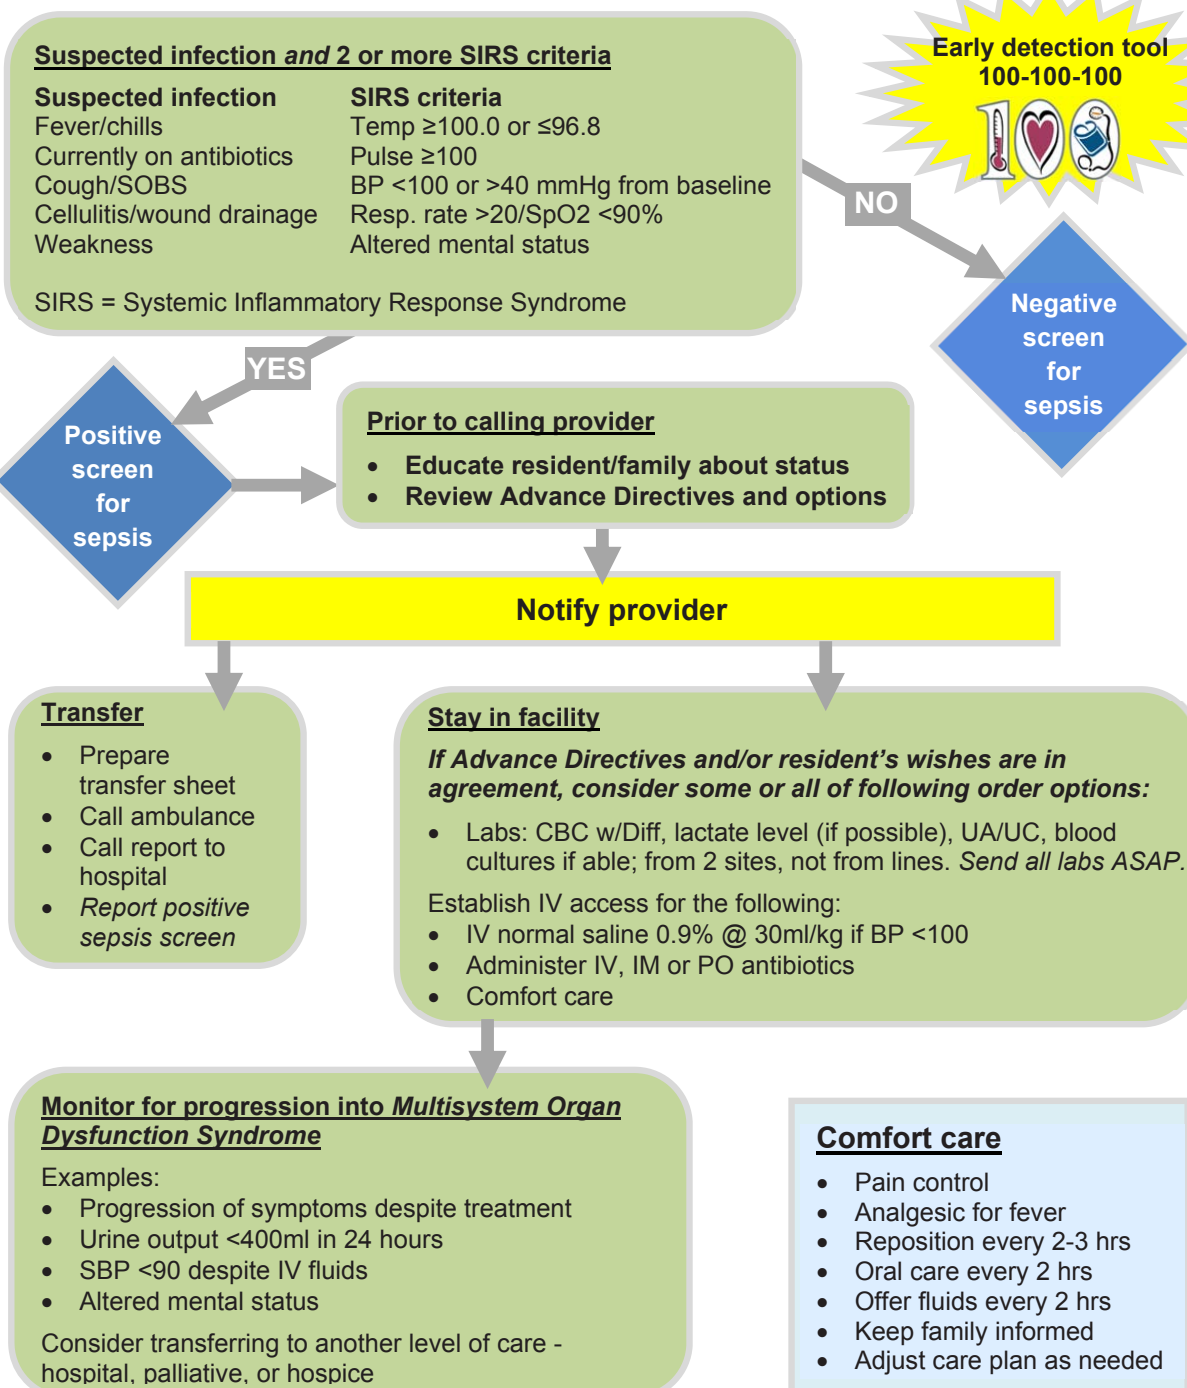 Suspected infection and 2 or more SIRS criteria
Suspected infection SIRS criteria
Fever/chills Temp ≥100.0 or ≤96.8
Currently on antibiotics Pulse ≥100
Cough/SOBS BP <100 or >40 mmHg from baseline
Cellulitis/wound drainage Resp. rate >20/SpO2 <90%
Weakness Altered mental status
SIRS = Systemic Inflammatory Response Syndrome
Early detection tool
100-100-100
100
NO
Negative
screen
for
sepsis
YES
Positive
screen
for
sepsis
Prior to calling provider
• Educate resident/family about status
• Review Advance Directives and options
Notify provider
Transfer
• Prepare
transfer sheet
• Call ambulance
• Call report to
hospital
• Report positive
sepsis screen
Stay in facility
If Advance Directives and/or resident's wishes are in
agreement, consider some or all of following order options:
• Labs: CBC w/Diff, lactate level (if possible), UA/UC, blood
cultures if able; from 2 sites, not from lines. Send all labs ASAP.
Establish IV access for the following:
• IV normal saline 0.9% @ 30ml/kg if BP <100
• Administer IV, IM or PO antibiotics
• Comfort care
Monitor for progression into Multisystem Organ
Dysfunction Syndrome
Examples:
• Progression of symptoms despite treatment
• Urine output <400ml in 24 hours
• SBP <90 despite IV fluids
• Altered mental status
Consider transferring to another level of care -
hospital, palliative, or hospice
Comfort care
• Pain control
• Analgesic for fever
• Reposition every 2-3 hrs
• Oral care every 2 hrs
• Offer fluids every 2 hrs
• Keep family informed
• Adjust care plan as needed